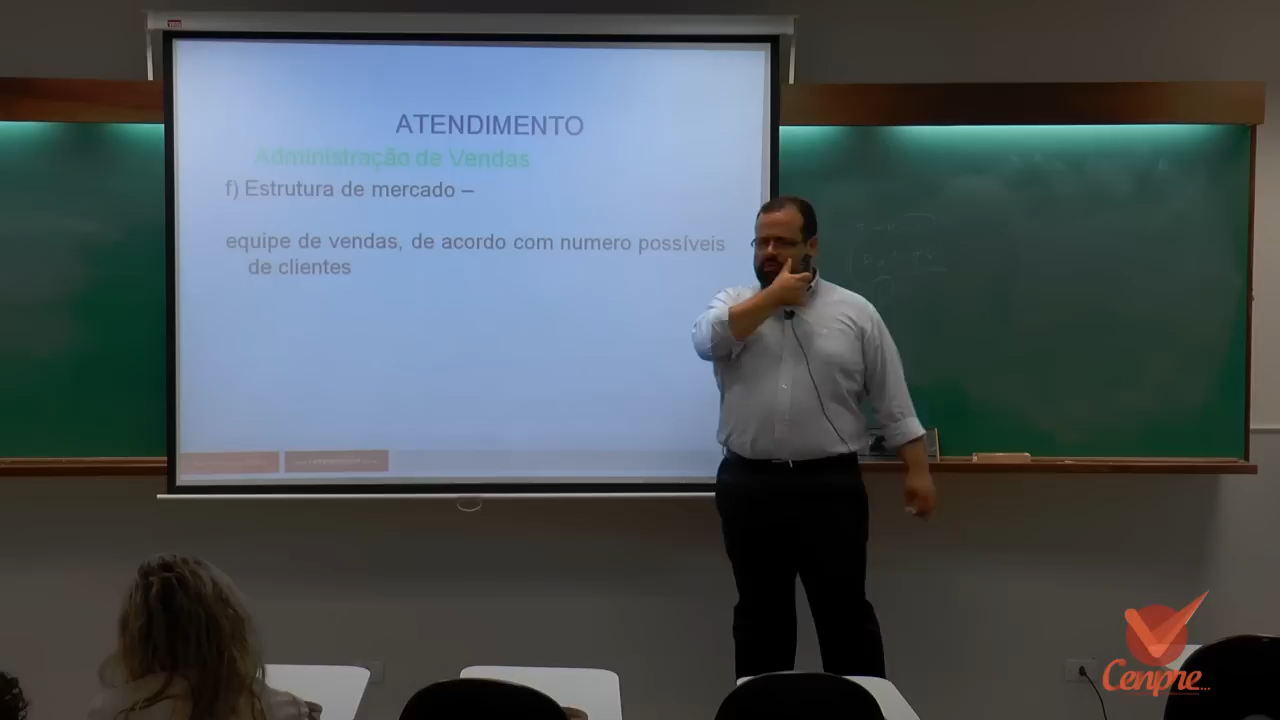 ATENDIMENTO
Administração de Vendas
f) Estrutura de mercado –
equipe de vendas, de acordo com numero possíveis
de clientes
Cenpre...